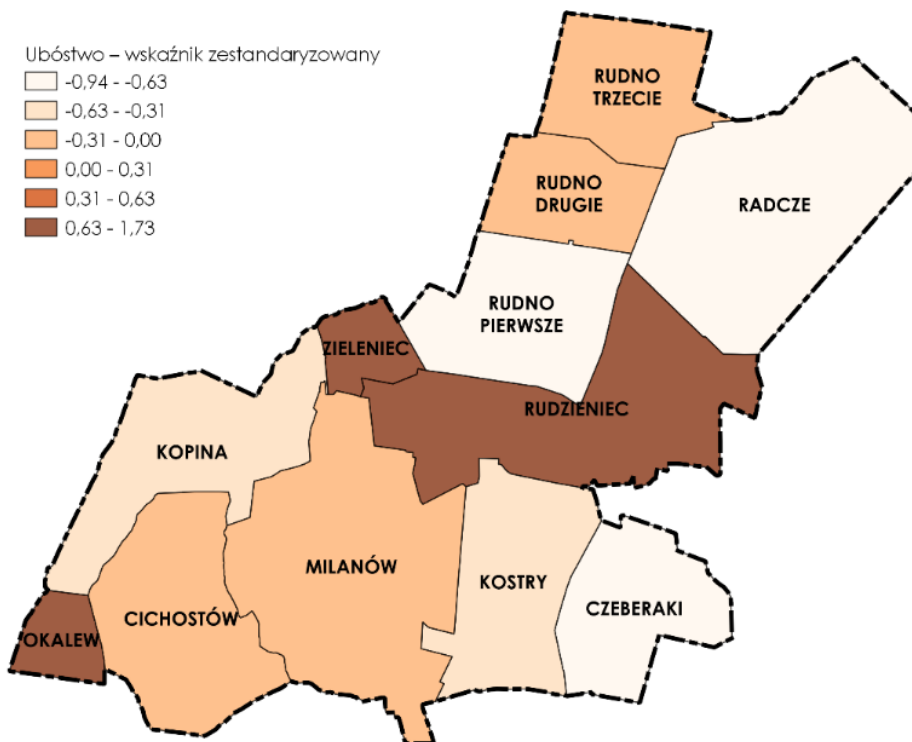 Ubóstwo – wskaźnik zestandaryzowany
-0,94 - -0,63
-0,63 - -0,31
-0,31 - 0,00
0,00 - 0,31
0,31 - 0,63
0,63 - 1,73
RUDNO
TRZECIE
RUDNO
DRUGIE
RADCZE
RUDNO
PIERWSZE
ZIELENIEC
RUDZIENIEC
KOPINA
MILANÓW
KOSTRY
CZEBERAKI
CICHOSTÓW
OKALEW